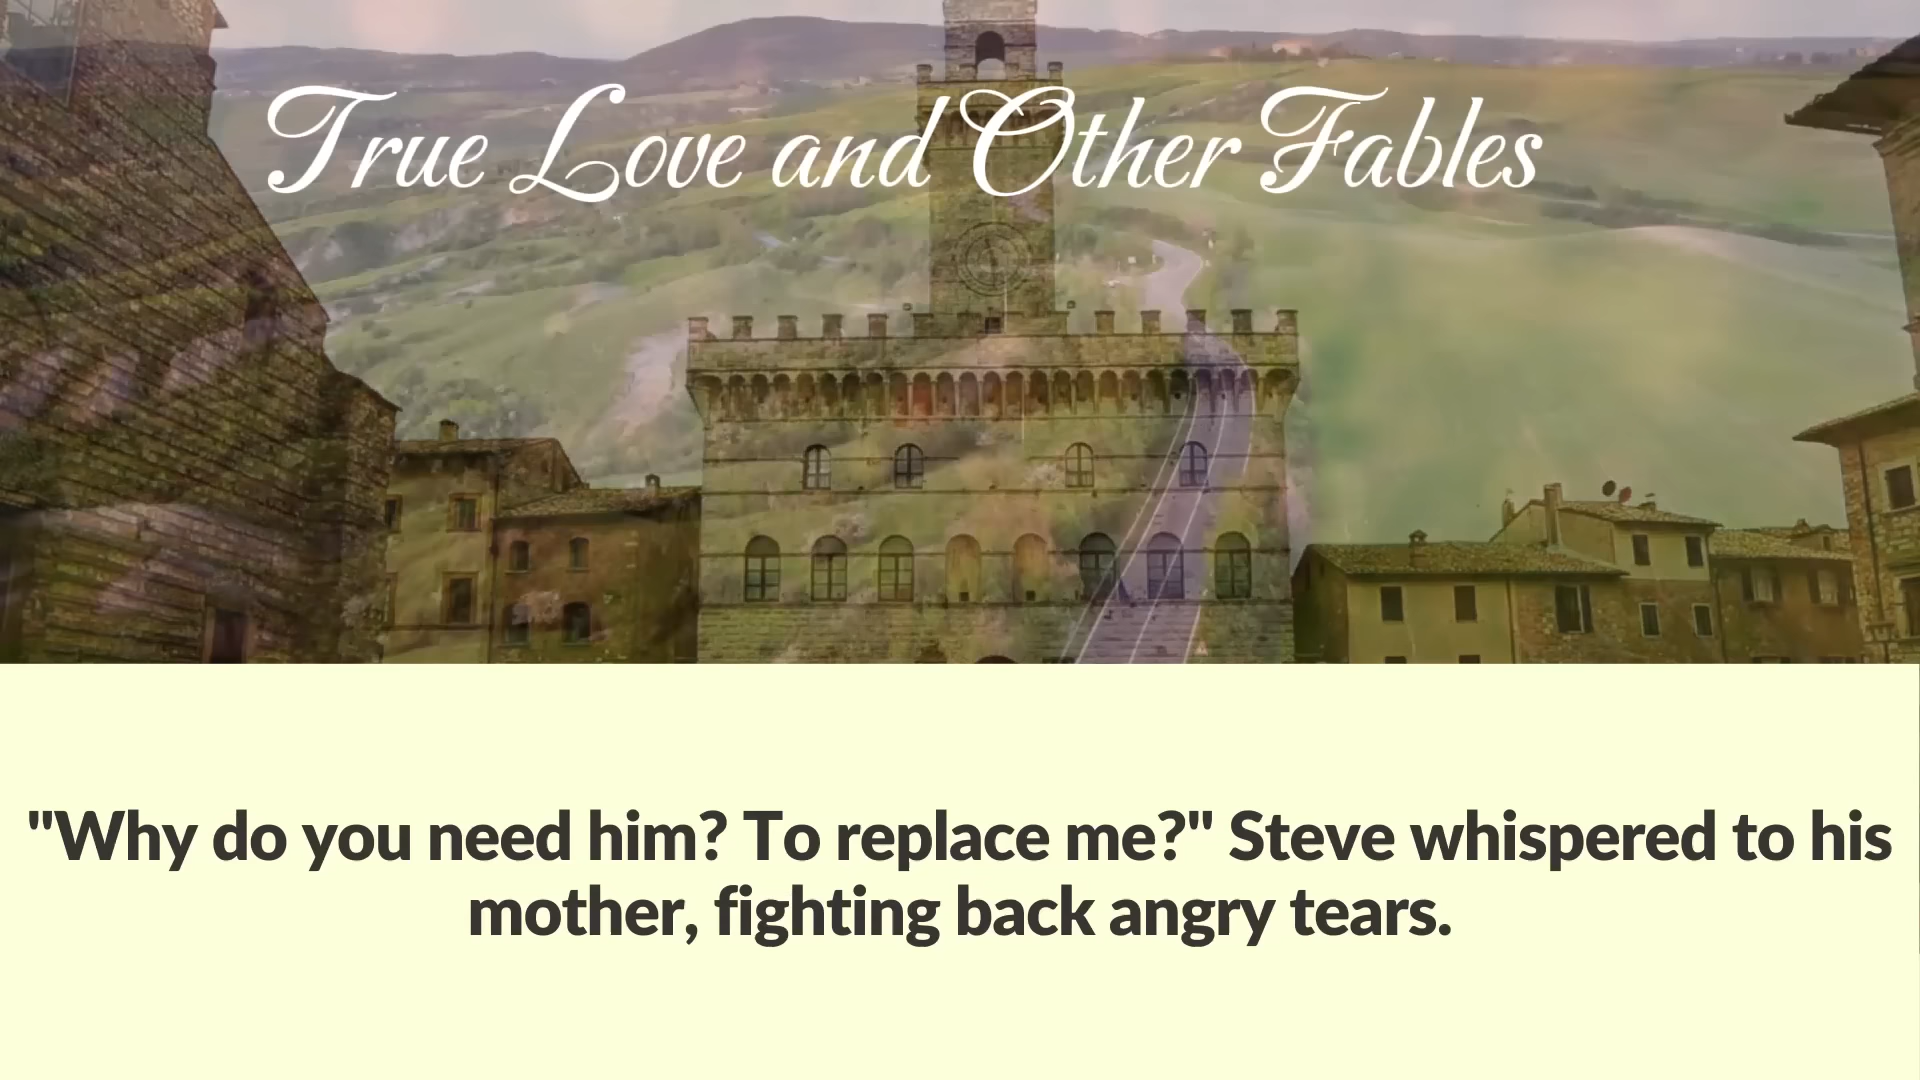 True Love and Other Fables
"Why do you need him? To replace me?" Steve whispered to his
mother, fighting back angry tears.